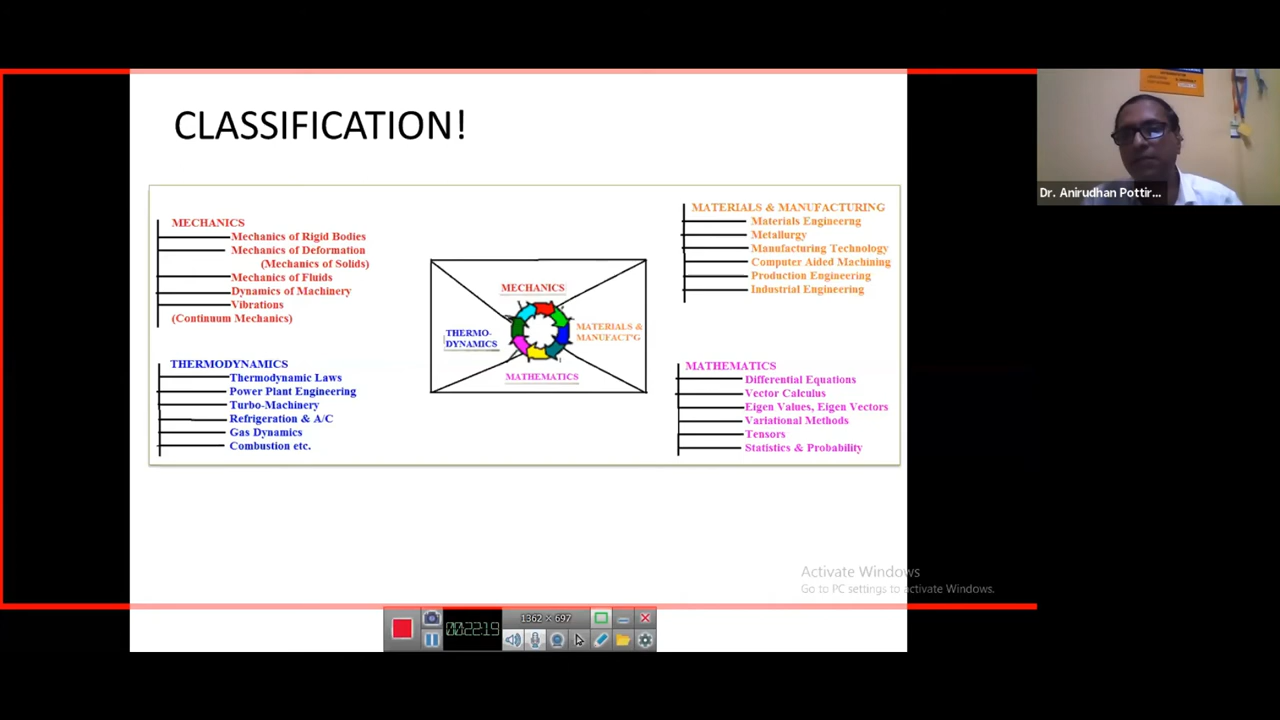 CLASSIFICATION!
MECHANICS
Mechanics of Rigid Bodies
Mechanics of Deformation
(Mechanics of Solids)
Mechanics of Fluids
Dynamics of Machinery
Vibrations
(Continuum Mechanics)
THERMODYNAMICS
Thermodynamic Laws
Power Plant Engineering
Turbo-Machinery
Refrigeration & A/C
Gas Dynamics
Combustion etc.
MECHANICS
THERMO-
DYNAMICS
MATERIALS &
MANUFACT'G
MATHEMATICS
MATERIALS & MANUFACTURING
Materials Engineerng
Metallurgy
Manufacturing Technology
Computer Aided Machining
Production Engineering
Industrial Engineering
MATHEMATICS
Differential Equations
Vector Calculus
Eigen Values, Eigen Vectors
Variational Methods
Tensors
Statistics & Probability
Dr. Anirudhan Pottir...
Activate Windows
Go to PC settings to activate Windows.
00:22:19
1362 × 697